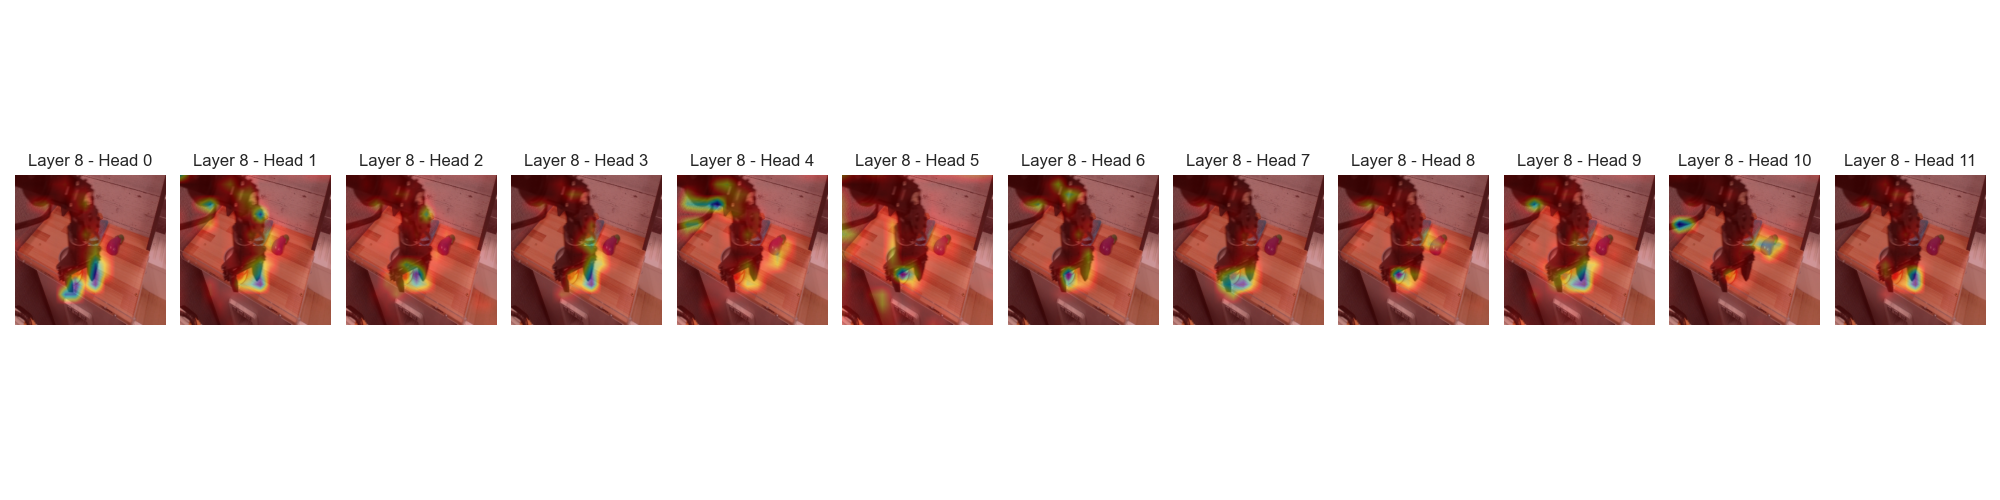 Layer 8 - Head 0
Layer 8 - Head 1
Layer 8 - Head 2
Layer 8 - Head 3
Layer 8 - Head 4
Layer 8 - Head 5
Layer 8 - Head 6
Layer 8 - Head 7
Layer 8 - Head 8
Layer 8 - Head 9
Layer 8 - Head 10
Layer 8 - Head 11